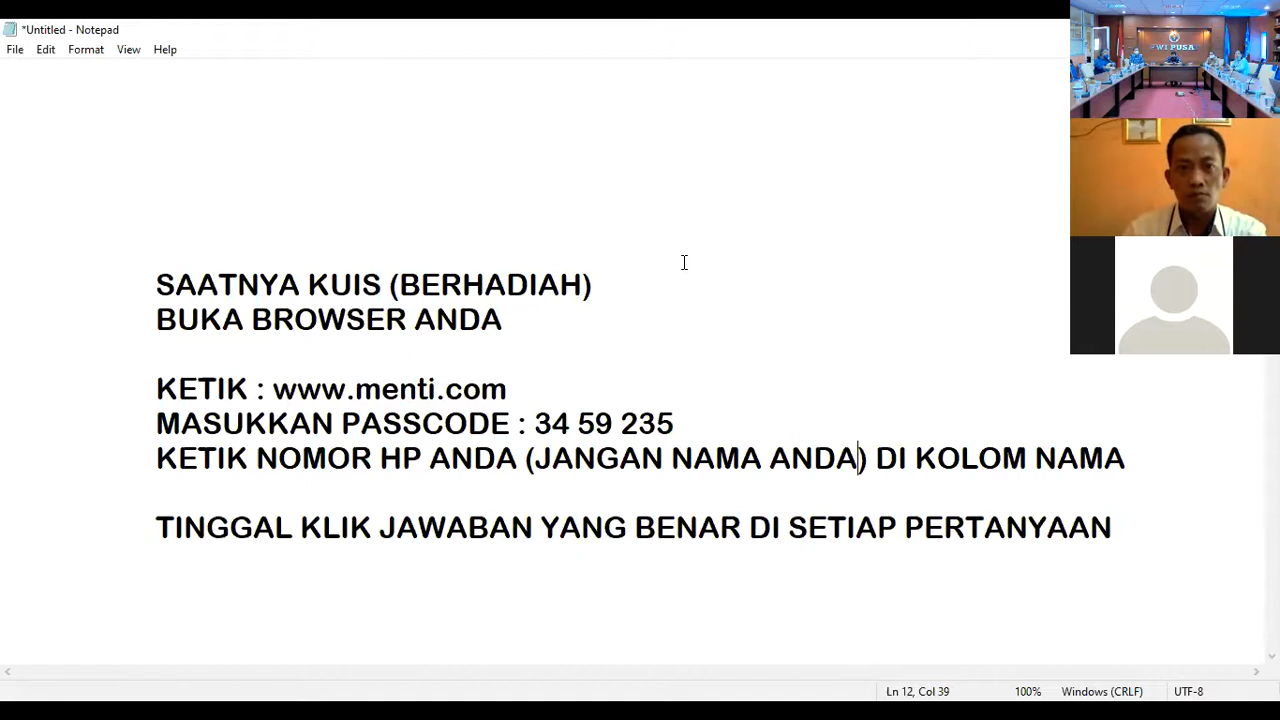 *Untitled - Notepad
File Edit Format View Help
PWI PUSAT
SAATNYA KUIS (BERHADIAH)
BUKA BROWSER ANDA
KETIK : www.menti.com
MASUKKAN PASSCODE : 34 59 235
KETIK NOMOR HP ANDA (JANGAN NAMA ANDA) DI KOLOM NAMA
TINGGAL KLIK JAWABAN YANG BENAR DI SETIAP PERTANYAAN
Ln 12, Col 39 100% Windows (CRLF) UTF-8